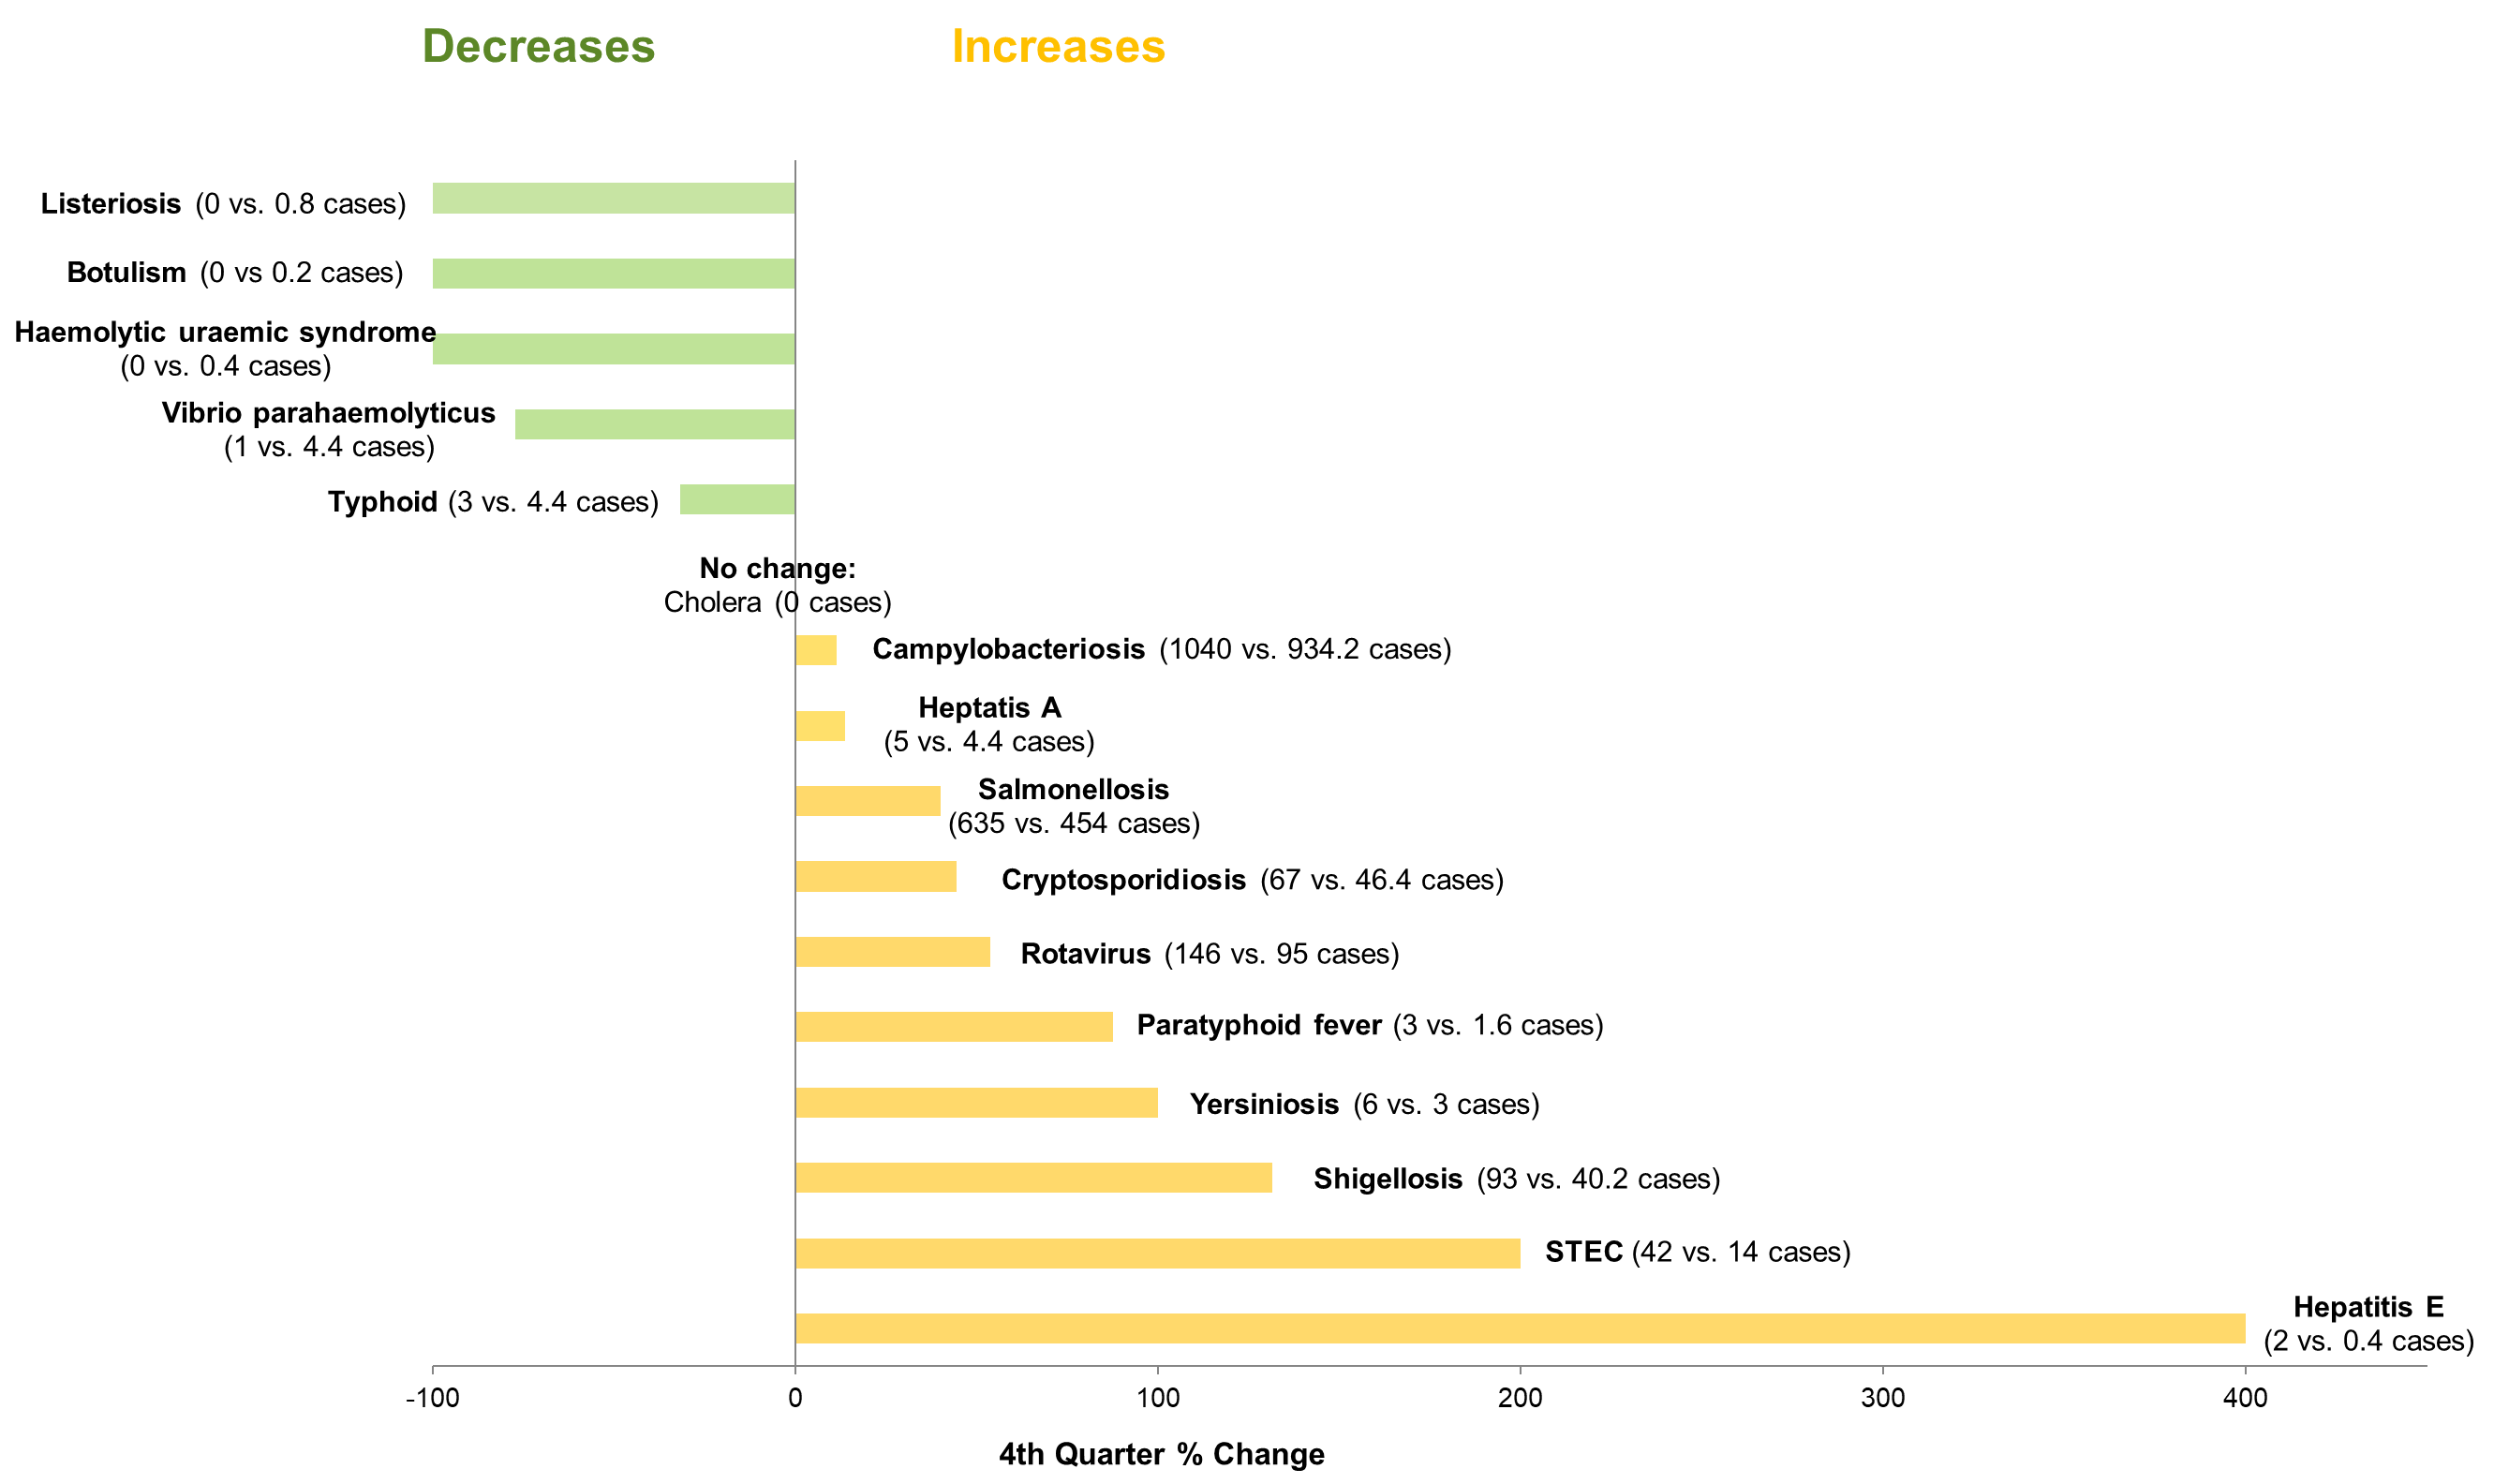 Decreases
Increases
Listeriosis (0 vs. 0.8 cases)
Botulism (0 vs 0.2 cases)
Haemolytic uraemic syndrome
(0 vs. 0.4 cases)
Vibrio parahaemolyticus
(1 vs. 4.4 cases)
Typhoid (3 vs. 4.4 cases)
No change:
Cholera (0 cases)
Campylobacteriosis (1040 vs. 934.2 cases)
Heptatis A
(5 vs. 4.4 cases)
Salmonellosis
(635 vs. 454 cases)
Cryptosporidiosis (67 vs. 46.4 cases)
Rotavirus (146 vs. 95 cases)
Paratyphoid fever (3 vs. 1.6 cases)
Yersiniosis (6 vs. 3 cases)
Shigellosis (93 vs. 40.2 cases)
STEC (42 vs. 14 cases)
Hepatitis E
(2 vs. 0.4 cases)
-100 0 100 200 300 400
4th Quarter % Change